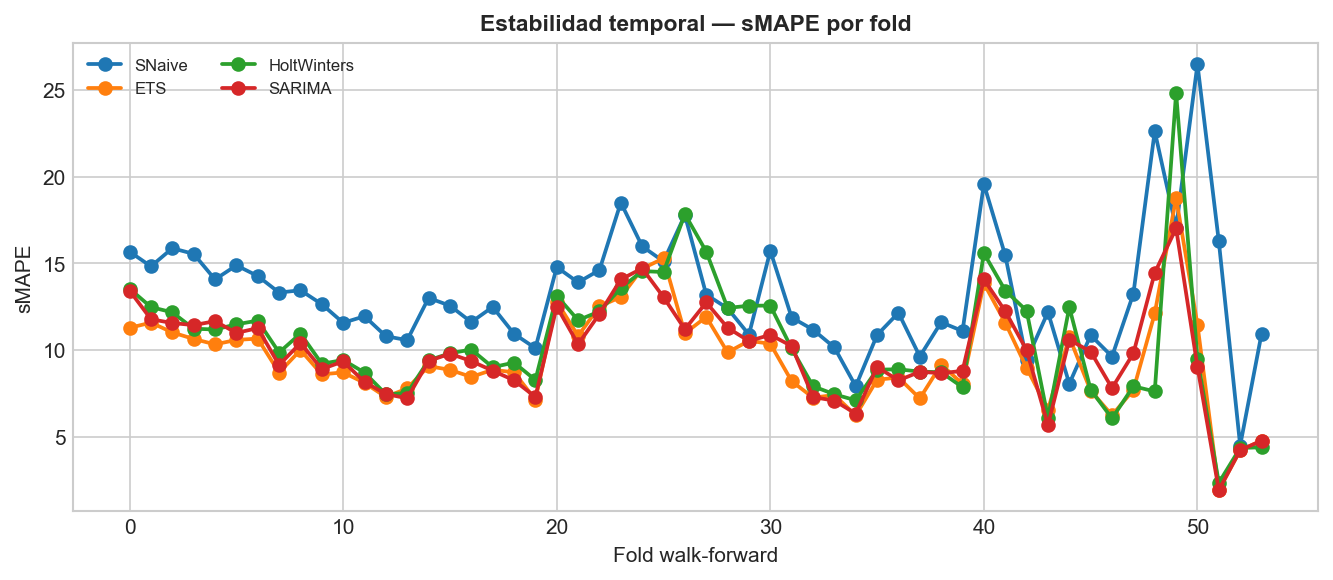 Estabilidad temporal — sMAPE por fold
SNaive
ETS
HoltWinters
SARIMA
sMAPE
25
20
15
10
5
0
10
20
30
40
50
Fold walk-forward